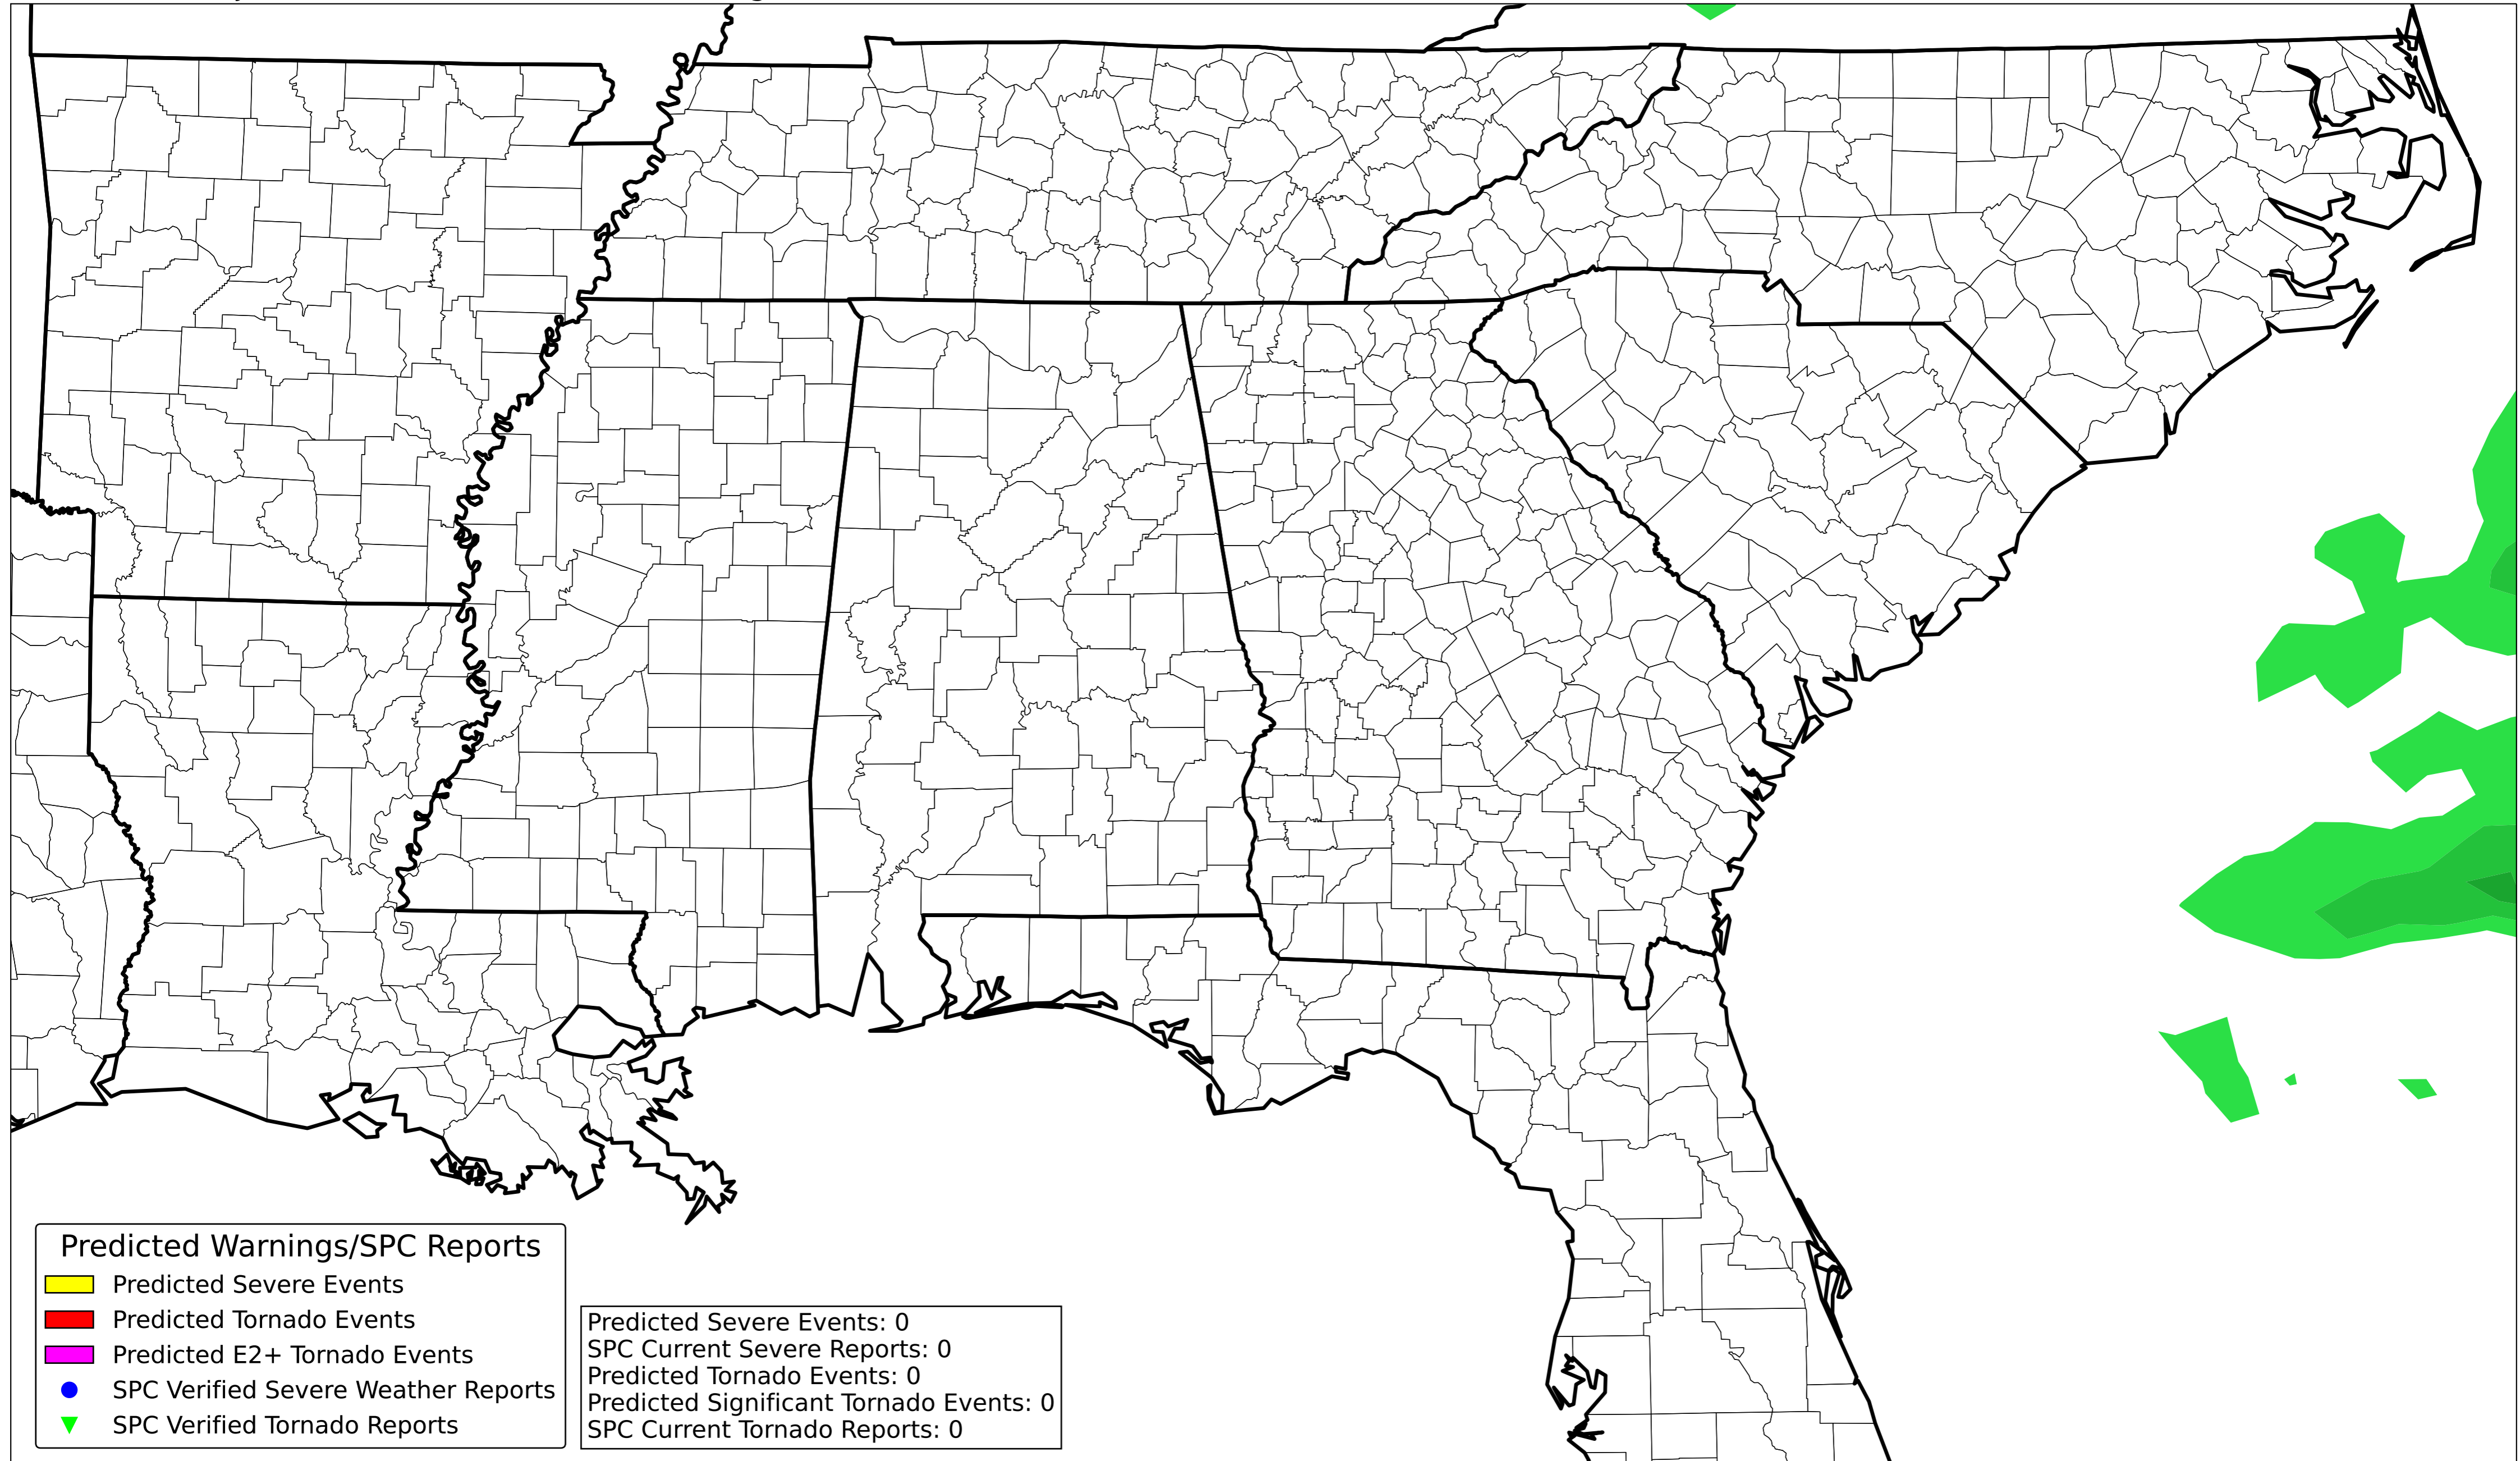 Predicted Warnings/SPC Reports
Predicted Severe Events
Predicted Tornado Events
Predicted E2+ Tornado Events
SPC Verified Severe Weather Reports
SPC Verified Tornado Reports
Predicted Severe Events: 0
SPC Current Severe Reports: 0
Predicted Tornado Events: 0
Predicted Significant Tornado Events: 0
SPC Current Tornado Reports: 0